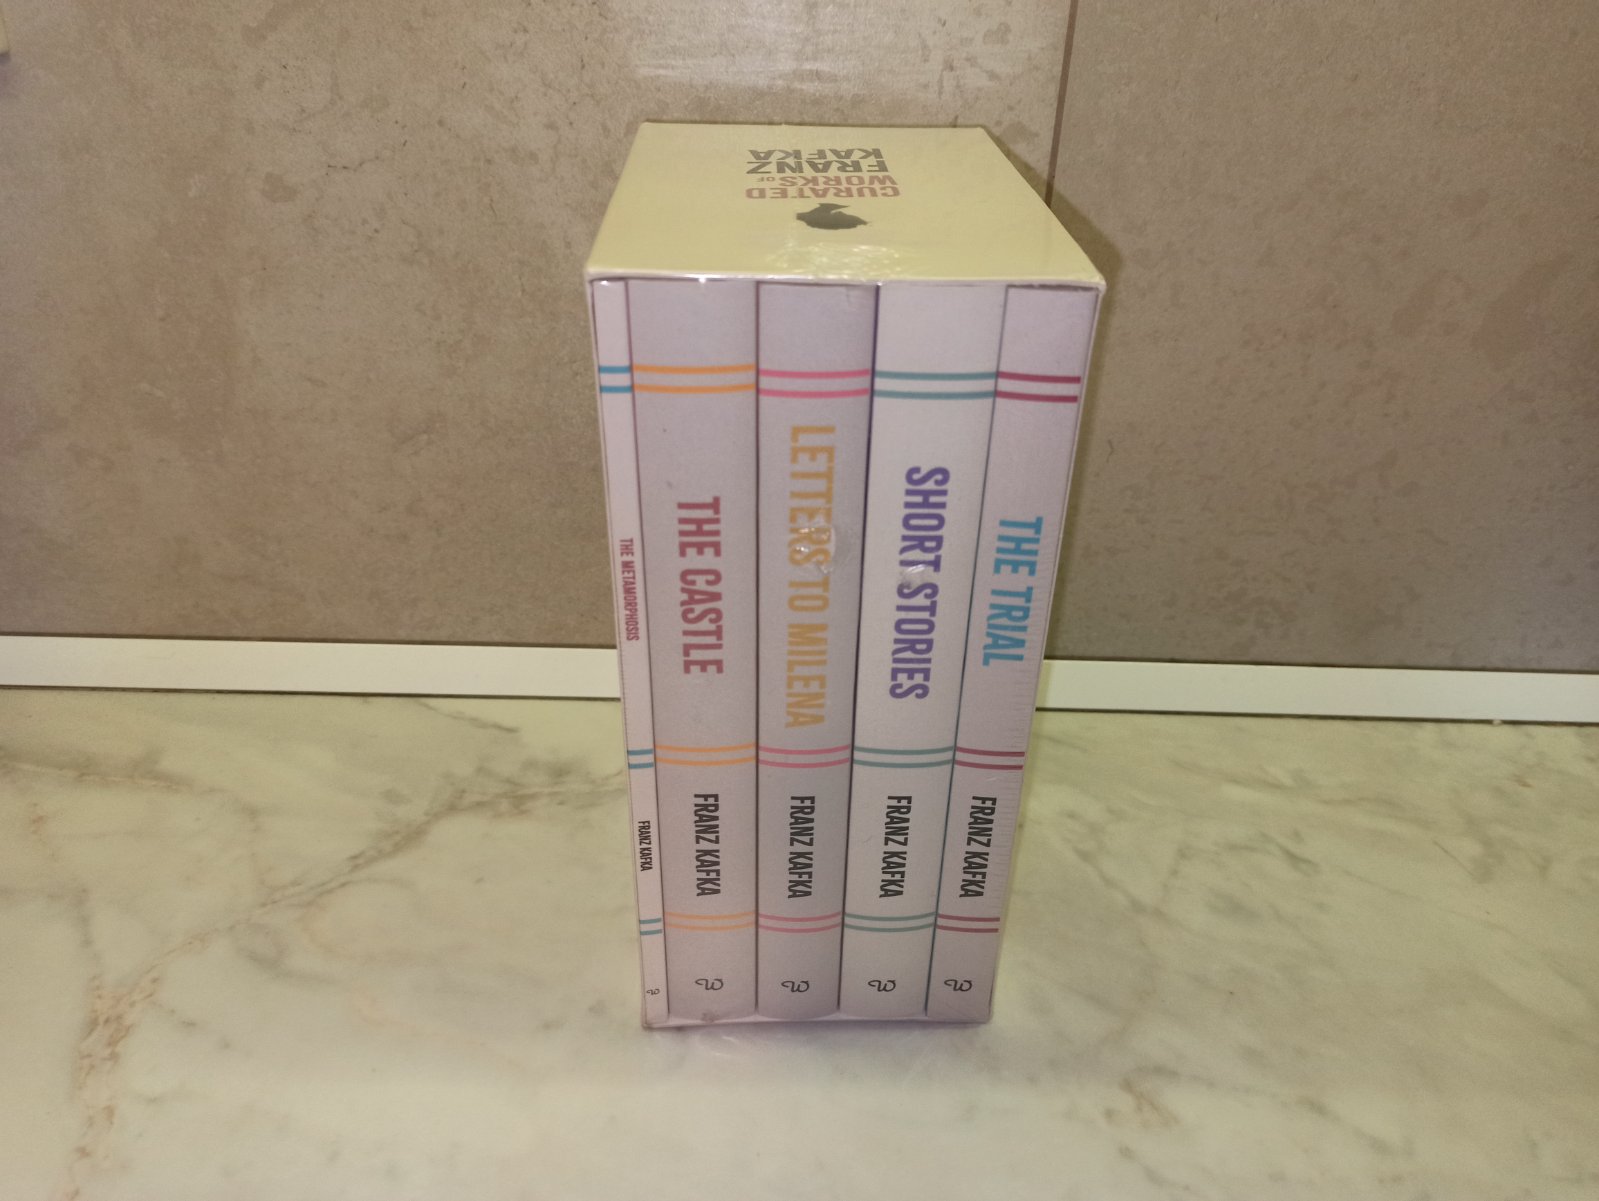 CURATED
WORKS OF
FRANZ
KAFKA
THE METAMORPHOSIS
FRANZ KAFKA
THE CASTLE
FRANZ KAFKA
LETTERS TO MILENA
FRANZ KAFKA
SHORT STORIES
FRANZ KAFKA
THE TRIAL
FRANZ KAFKA